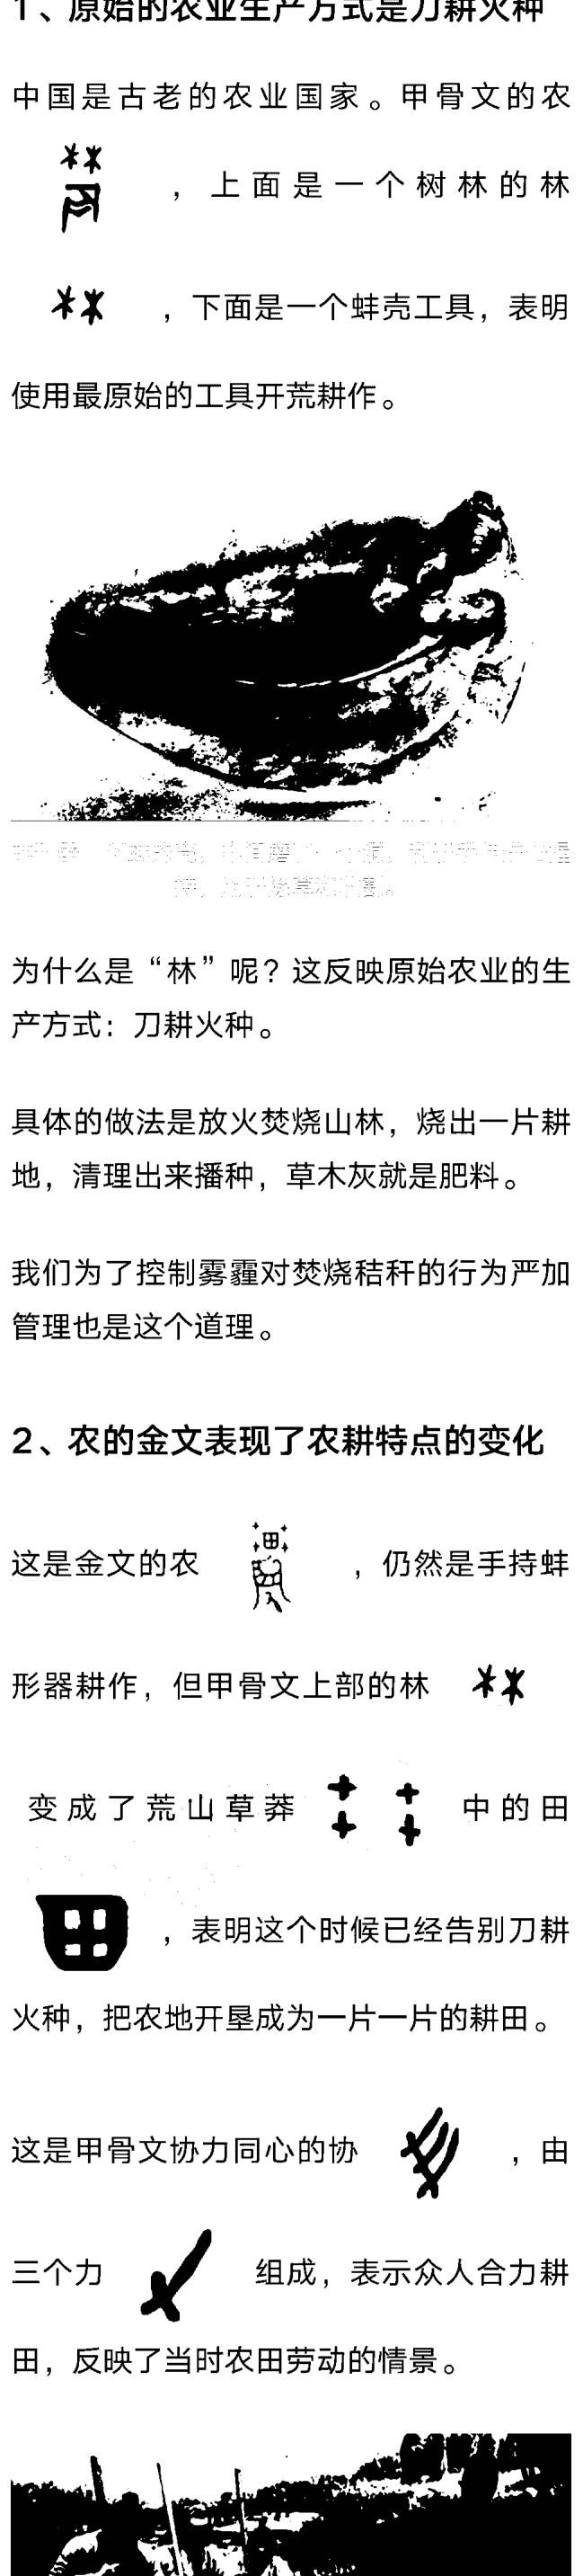 1、原始的农业生产方式是刀耕火种
中国是古老的农业国家。甲骨文的农
，上面是一个树林的林
，下面是一个蚌壳工具，表明
使用最原始的工具开荒耕作。
为什么是“林”呢？这反映原始农业的生
产方式：刀耕火种。
具体的做法是放火焚烧山林，烧出一片耕
地，清理出来播种，草木灰就是肥料。
我们为了控制雾霾对焚烧秸秆的行为严加
管理也是这个道理。
2、农的金文表现了农耕特点的变化
这是金文的农，仍然是手持蚌
形器耕作，但甲骨文上部的林
变成了荒山草莽中的田
，表明这个时候已经告别刀耕
火种，把农地开垦成为一片一片的耕田。
这是甲骨文协力同心的协，由
三个力组成，表示众人合力耕
田，反映了当时农田劳动的情景。